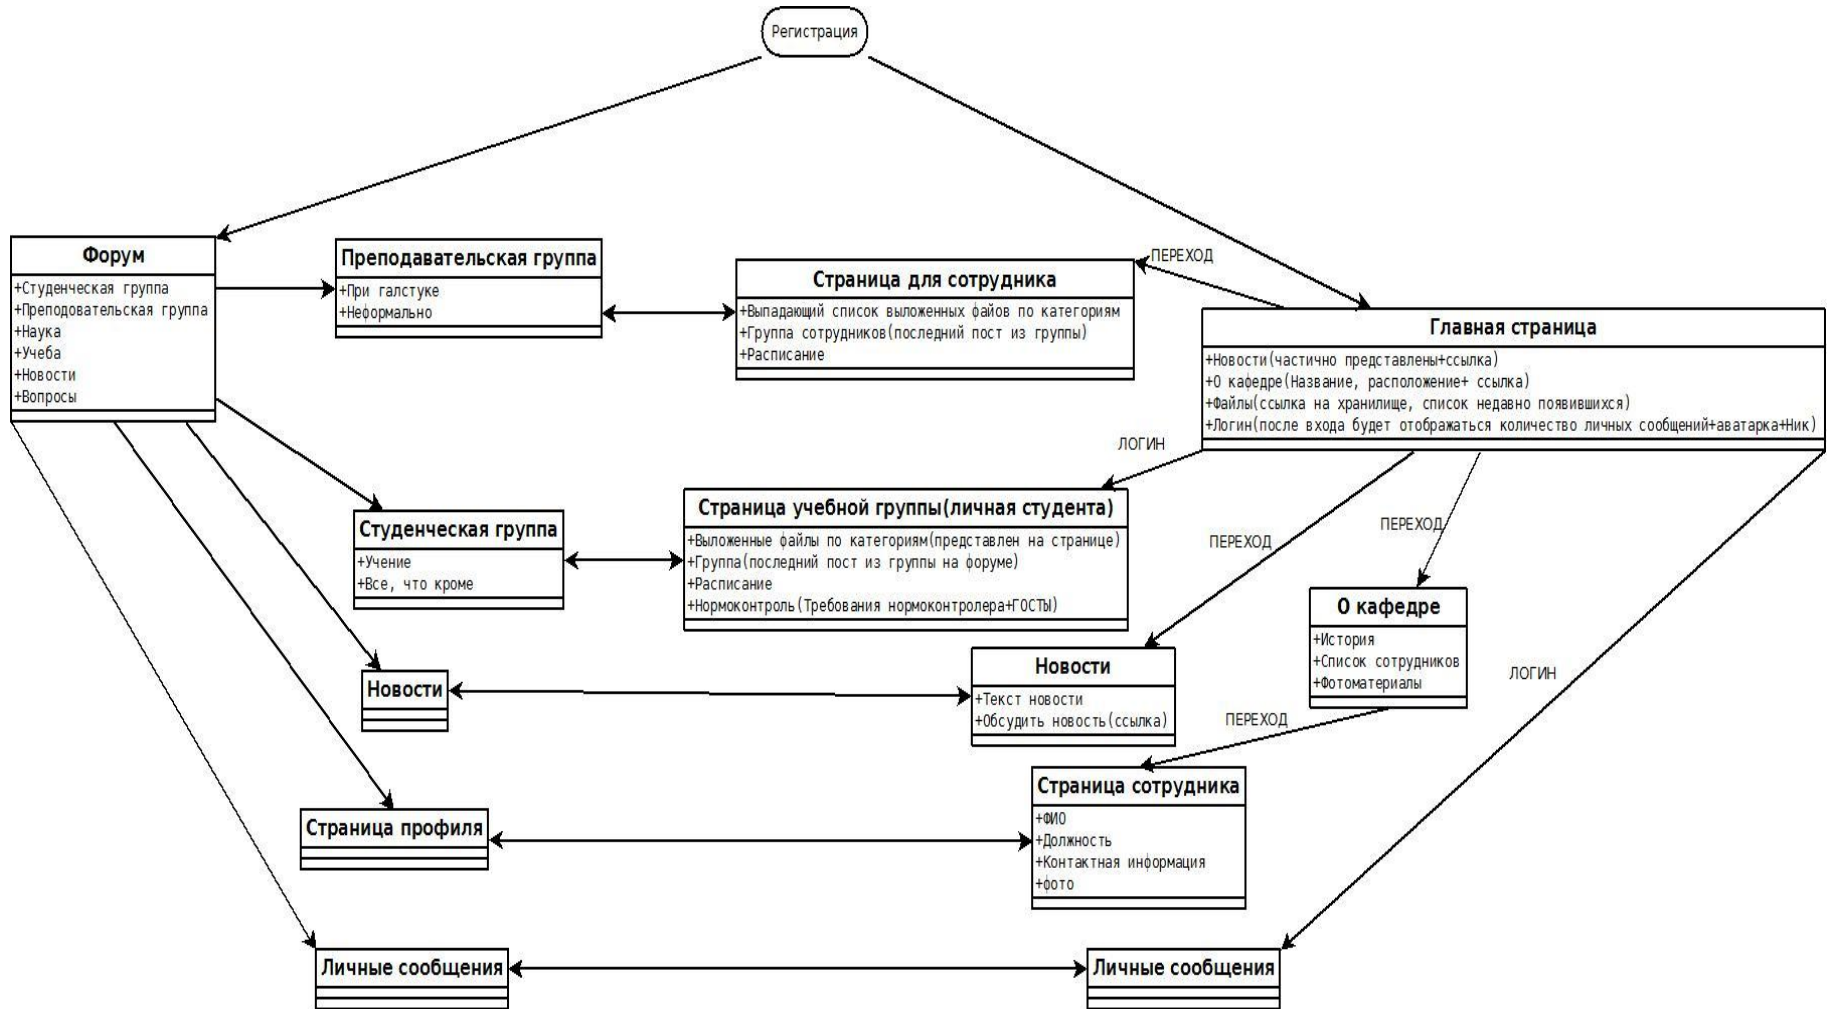 Регистрация
Форум
+Студенческая группа
+Преподовательская группа
+Наука
+Учеба
+Новости
+Вопросы
Преподавательская группа
+При галстуке
+Неформально
Страница для сотрудника
+Выпадающий список выложенных файов по категориям
+Группа сотрудников(последний пост из группы)
+Расписание
ПЕРЕХОД
Главная страница
+Новости(частично представлены+ссылка)
+О кафедре(Название, расположение+ ссылка)
+Файлы(ссылка на хранилище, список недавно появившихся)
+Логин(после входа будет отображаться количество личных сообщений+аватарка+Ник)
ЛОГИН
Студенческая группа
+Учение
+Все, что кроме
Страница учебной группы(личная студента)
+Выложенные файлы по категориям(представлен на странице)
+Группа(последний пост из группы на форуме)
+Расписание
+Нормоконтроль(Требования нормоконтролера+ГОСТЫ)
ПЕРЕХОД
ПЕРЕХОД
О кафедре
+История
+Список сотрудников
+Фотоматериалы
ЛОГИН
Новости
Новости
+Текст новости
+Обсудить новость(ссылка)
ПЕРЕХОД
Страница профиля
Страница сотрудника
+ФИО
+Должность
+Контактная информация
+фото
Личные сообщения
Личные сообщения